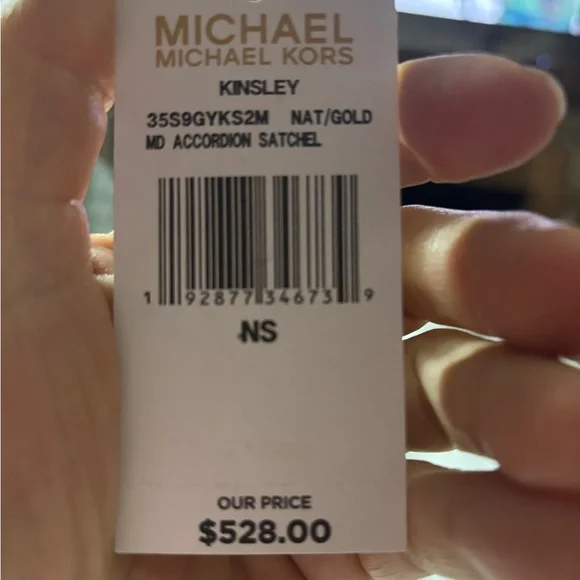 MICHAEL
MICHAEL KORS
KINSLEY
35S9GYKS2M NAT/GOLD
MD ACCORDION SATCHEL
1 92877 34673 9
NS
OUR PRICE
$528.00